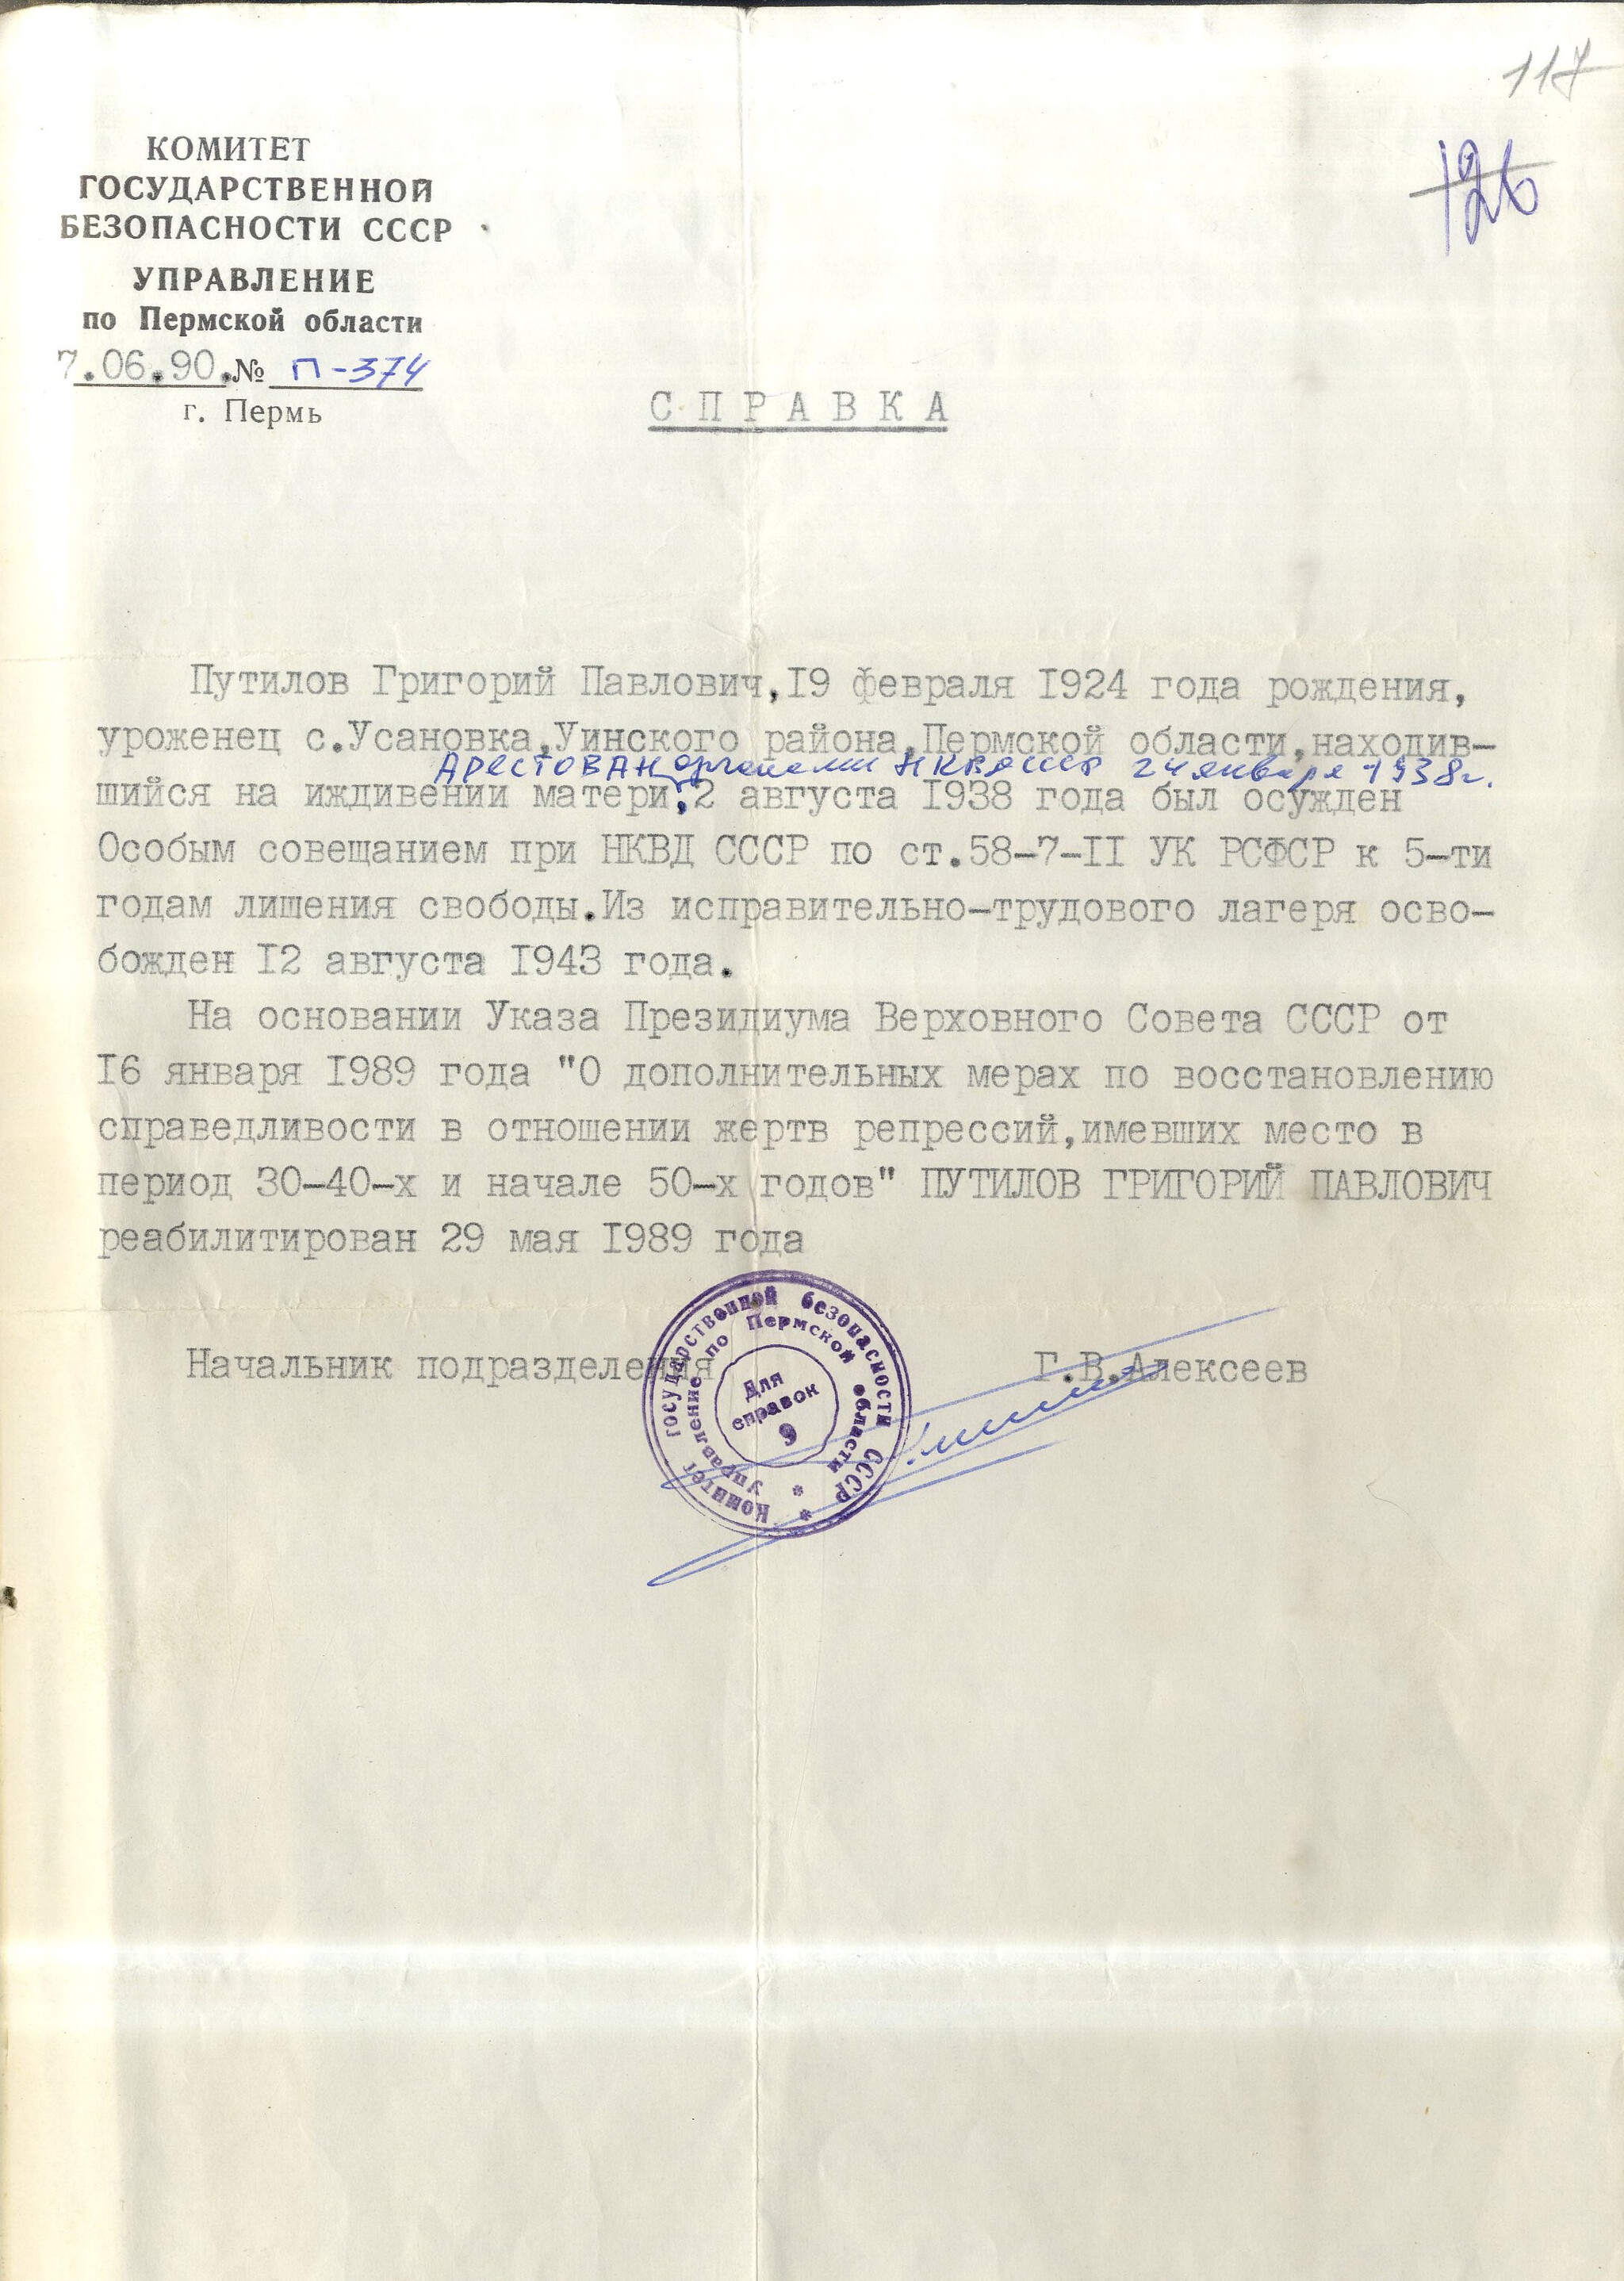 117
126
КОМИТЕТ
ГОСУДАРСТВЕННОЙ
БЕЗОПАСНОСТИ СССР
УПРАВЛЕНИЕ
по Пермской области
7.06.90.№ П-374
г. Пермь
СПРАВКА
Путилов Григорий Павлович,19 февраля 1924 года рождения,
уроженец с.Усановка,Уинского района,Пермской области,находив-
АРЕСТОВАН органами НКВД СССР 24 января 1938г.
шийся на иждивении матери,2 августа 1938 года был осужден
Особым совещанием при НКВД СССР по ст.58-7-II УК РСФСР к 5-ти
годам лишения свободы.Из исправительно-трудового лагеря осво-
божден 12 августа 1943 года.
На основании Указа Президиума Верховного Совета СССР от
16 января 1989 года "О дополнительных мерах по восстановлению
справедливости в отношении жертв репрессий,имевших место в
период 30-40-х и начале 50-х годов" ПУТИЛОВ ГРИГОРИЙ ПАВЛОВИЧ
реабилитирован 29 мая 1989 года
Начальник подразделения Г.В.Алексеев
Комитет государственной безопасности СССР *
Управление по Пермской области *
Для
справок
9